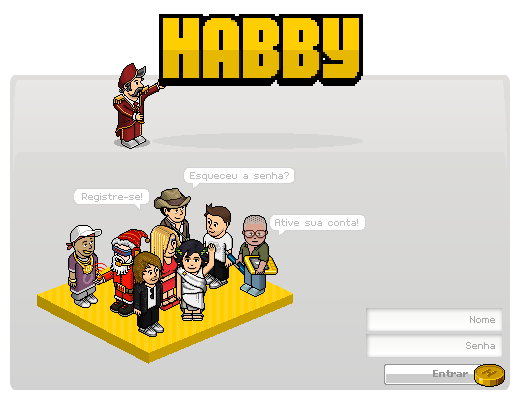 HABBY
Esqueceu a senha?
Registre-se!
Ative sua conta!
Nome
Senha
Entrar